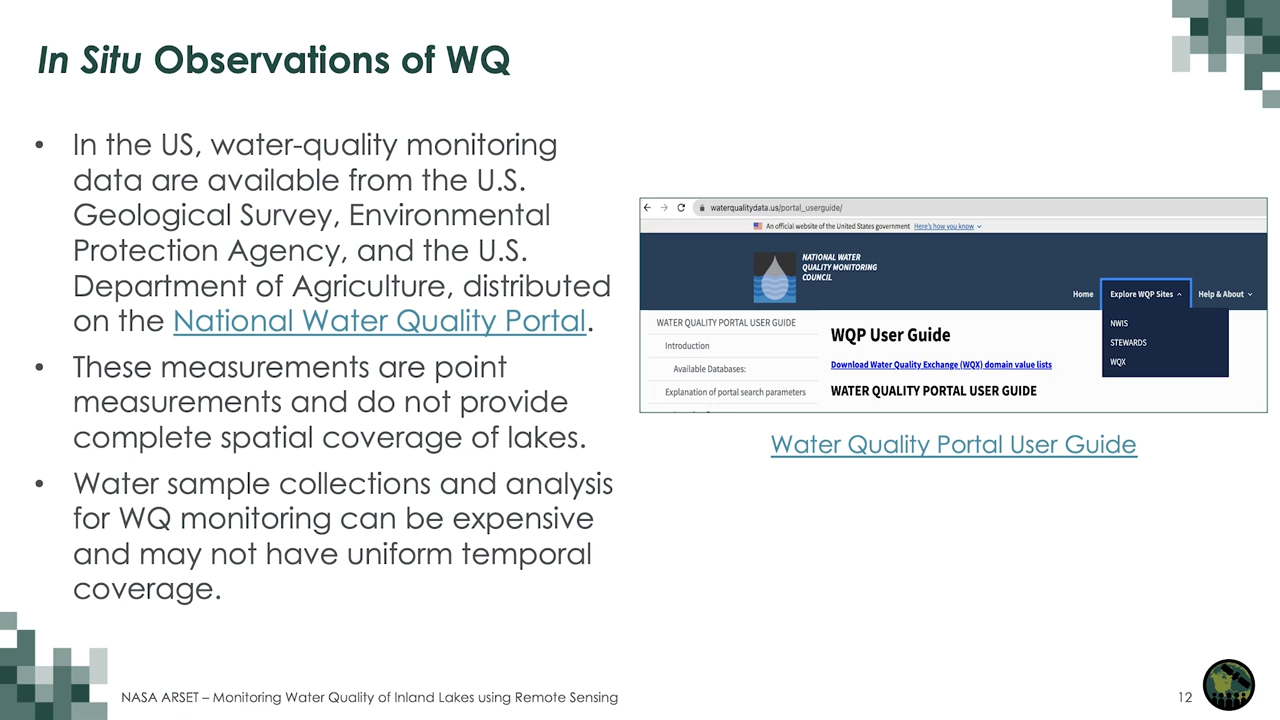 In Situ Observations of WQ
• In the US, water-quality monitoring
data are available from the U.S.
Geological Survey, Environmental
Protection Agency, and the U.S.
Department of Agriculture, distributed
on the National Water Quality Portal.
• These measurements are point
measurements and do not provide
complete spatial coverage of lakes.
• Water sample collections and analysis
for WQ monitoring can be expensive
and may not have uniform temporal
coverage.
waterqualitydata.us/portal_userguide/
An official website of the United States government Here's how you know
NATIONAL WATER
QUALITY MONITORING
COUNCIL
Home Explore WQP Sites Help & About
NWIS
STEWARDS
WQX
WATER QUALITY PORTAL USER GUIDE
Introduction
Available Databases:
Explanation of portal search parameters
WQP User Guide
Download Water Quality Exchange (WQX) domain value lists
WATER QUALITY PORTAL USER GUIDE
Water Quality Portal User Guide
NASA ARSET – Monitoring Water Quality of Inland Lakes using Remote Sensing
12